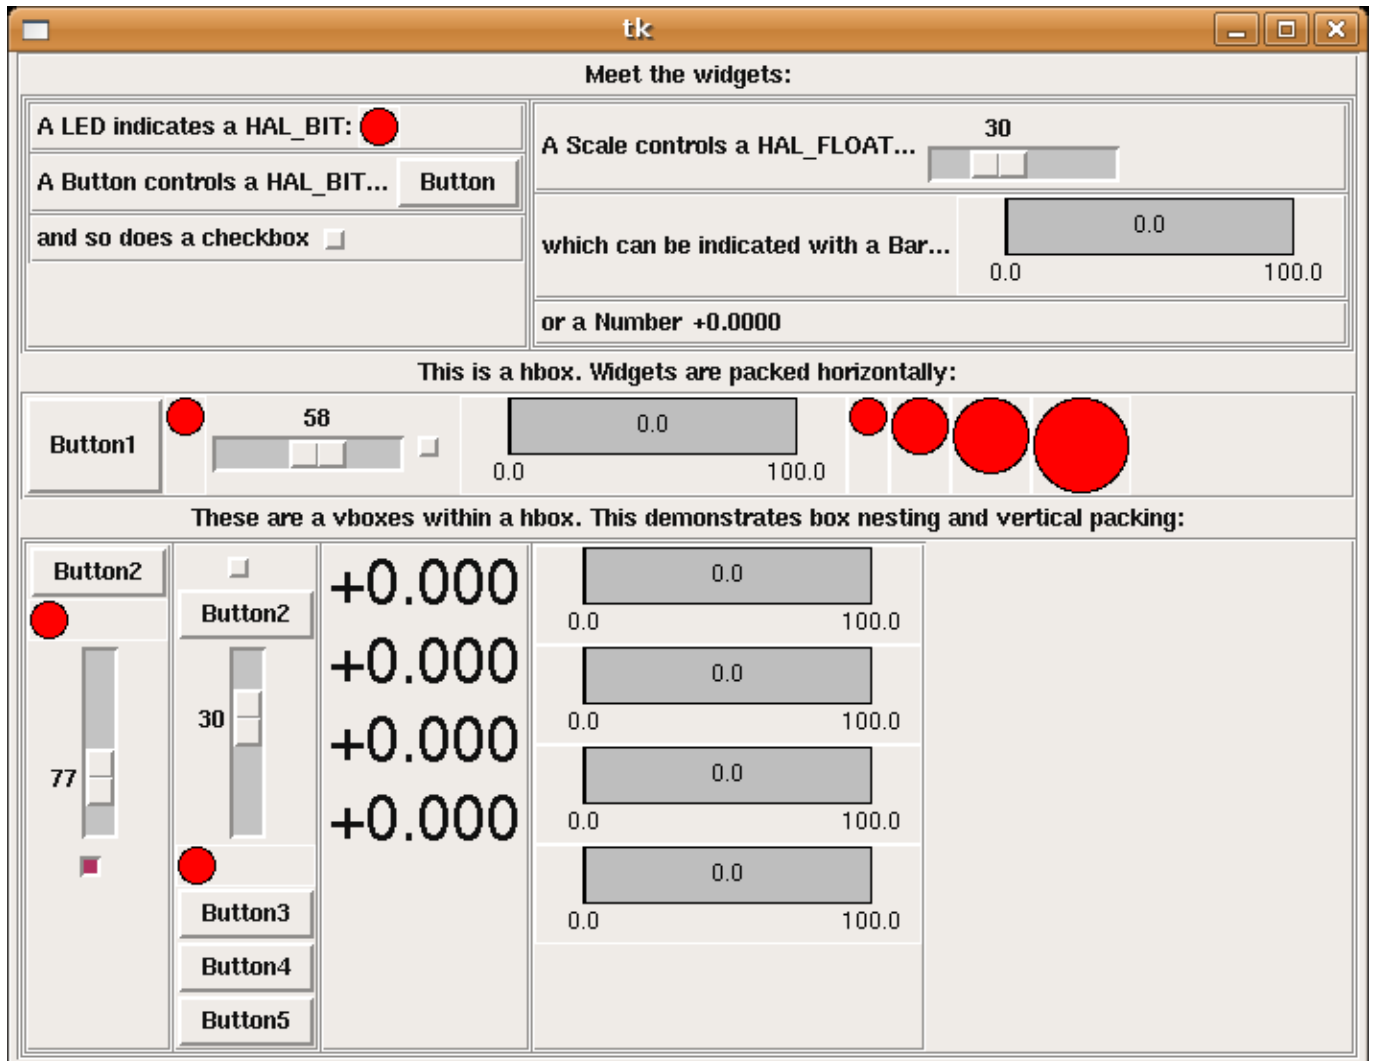 tk
Meet the widgets:
A LED indicates a HAL_BIT:
A Button controls a HAL_BIT... Button
and so does a checkbox
30
A Scale controls a HAL_FLOAT...
0.0
which can be indicated with a Bar...
0.0 100.0
or a Number +0.0000
This is a hbox. Widgets are packed horizontally:
Button1
58
0.0
0.0 100.0
These are a vboxes within a hbox. This demonstrates box nesting and vertical packing:
Button2
77
Button2
30
Button3
Button4
Button5
+0.000
+0.000
+0.000
+0.000
0.0
0.0 100.0
0.0
0.0 100.0
0.0
0.0 100.0
0.0
0.0 100.0